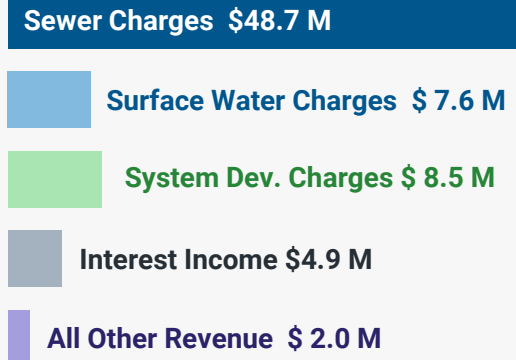 Sewer Charges $48.7 M
Surface Water Charges $ 7.6 M
System Dev. Charges $ 8.5 M
Interest Income $4.9 M
All Other Revenue $ 2.0 M